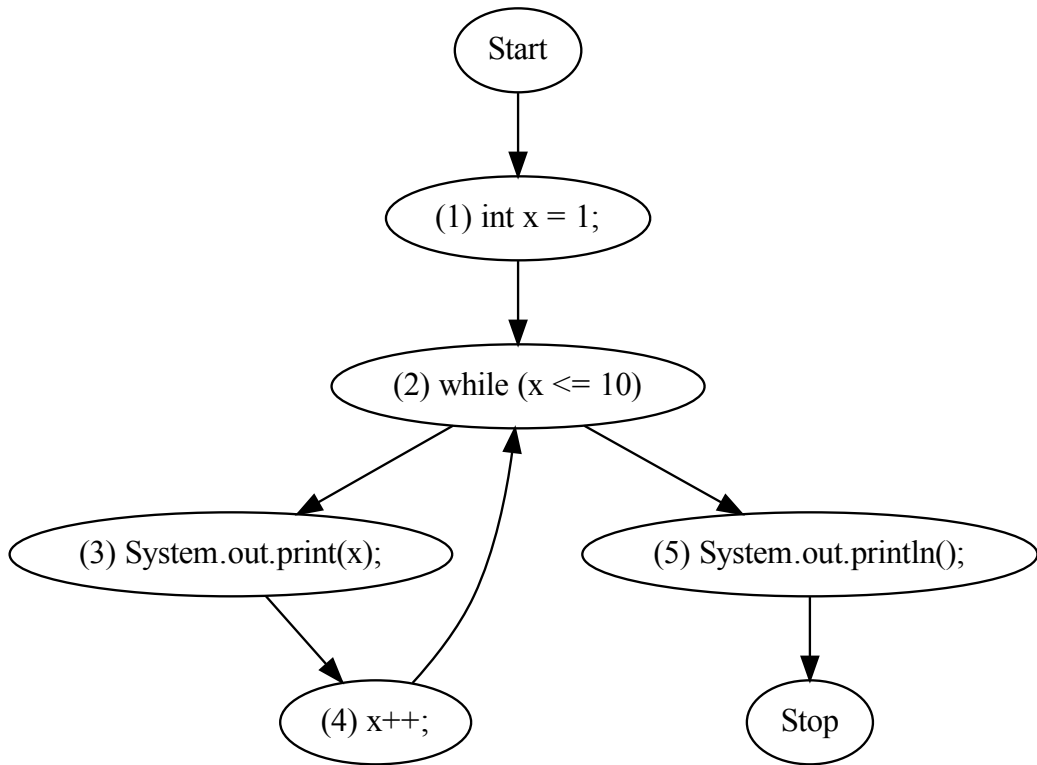 Start
(1) int x = 1;
(2) while (x <= 10)
(3) System.out.print(x);
(5) System.out.println();
(4) x++;
Stop